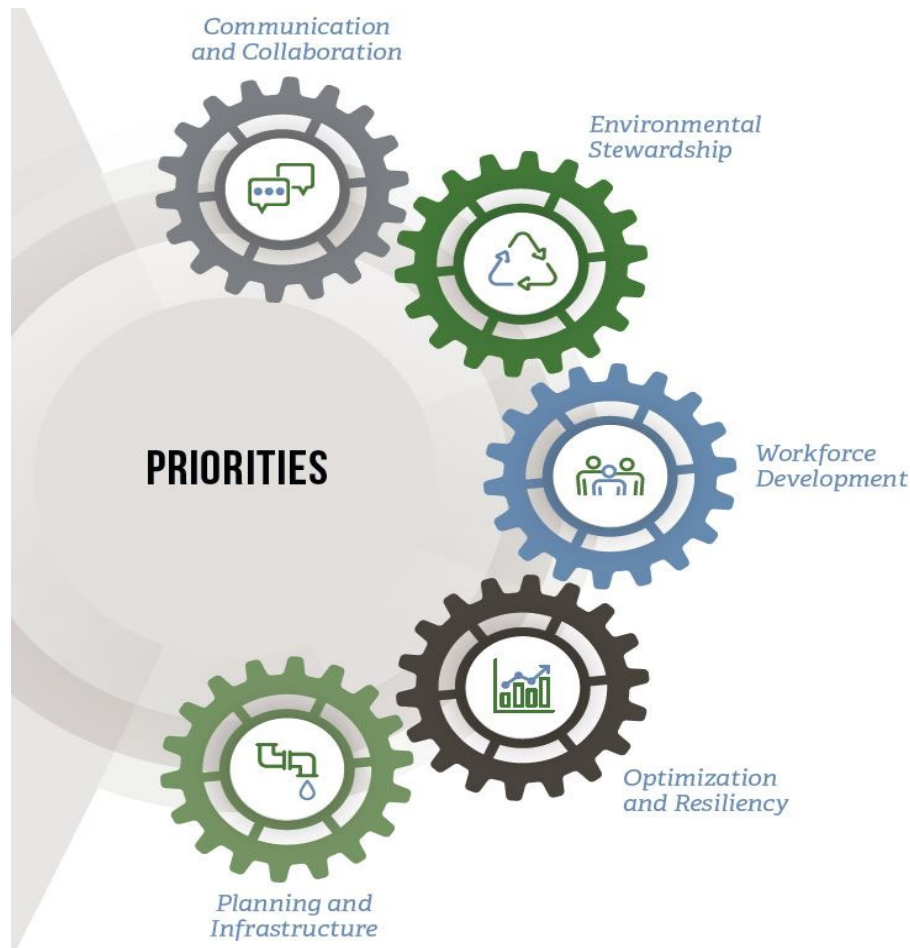 Communication
and Collaboration
Environmental
Stewardship
PRIORITIES
Workforce
Development
Optimization
and Resiliency
Planning and
Infrastructure